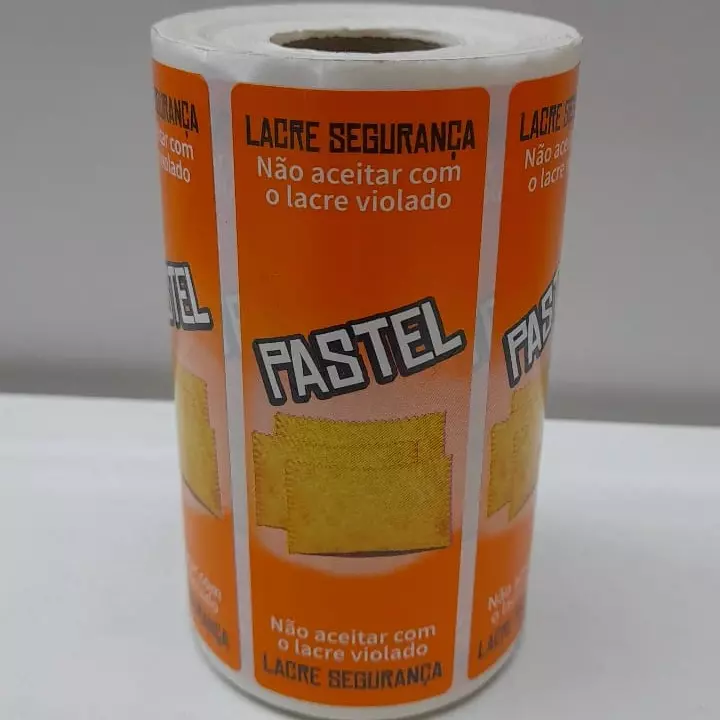 LACRE SEGURANÇA
Não aceitar com
o lacre violado
PASTEL
Não aceitar com
o lacre violado
LACRE SEGURANÇA